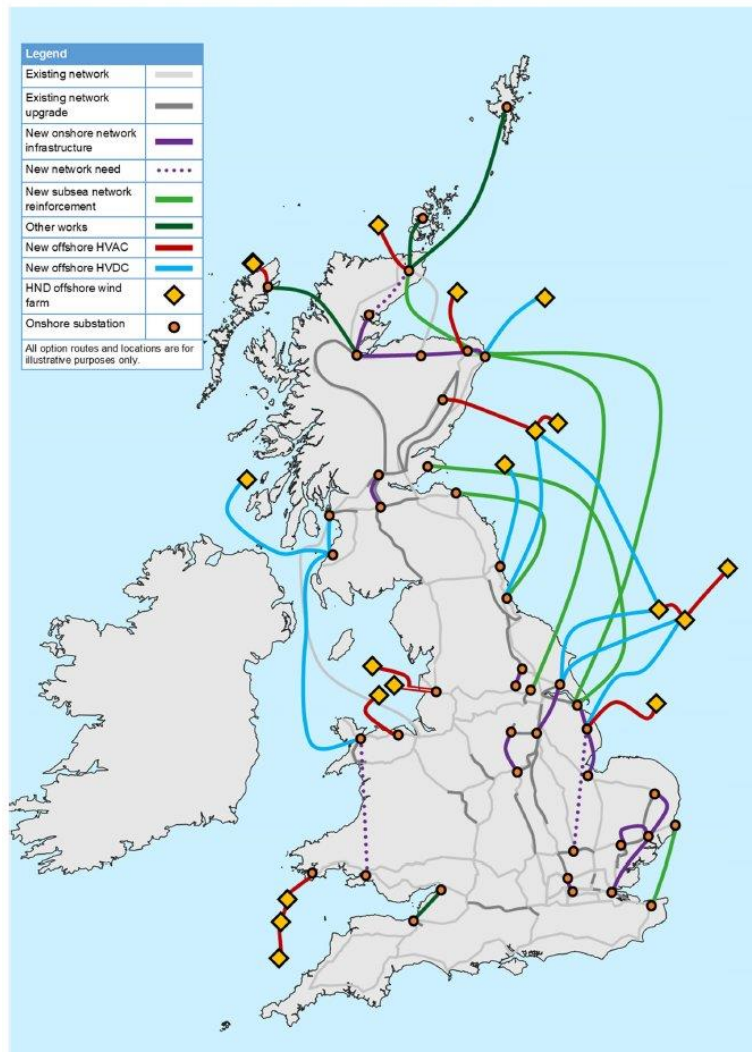 Legend
Existing network
Existing network
upgrade
New onshore network
infrastructure
New network need
New subsea network
reinforcement
Other works
New offshore HVAC
New offshore HVDC
HND offshore wind
farm
Onshore substation
All option routes and locations are for
illustrative purposes only.